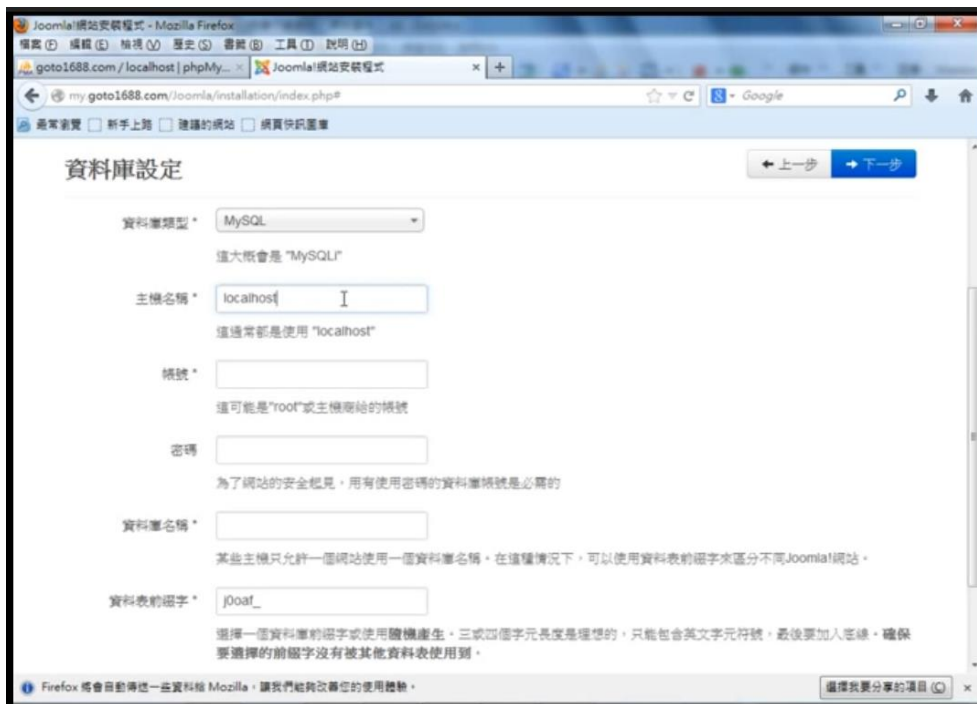 Joomla!網站安裝程式 - Mozilla Firefox
檔案(F) 編輯(E) 檢視(V) 歷史(S) 書籤(B) 工具(T) 說明(H)
goto1688.com / localhost | phpMy... × Joomla!網站安裝程式 × +
my.goto1688.com/Joomla/installation/index.php# Google
最常瀏覽 新手上路 建議的網站 網頁快訊圖庫
資料庫設定 上一步 下一步
資料庫類型 * MySQL
這大概會是 "MySQLi"
主機名稱 * localhost
這通常都是使用 "localhost"
帳號 *
這可能是"root"或主機商給的帳號
密碼
為了網站的安全起見，用有使用密碼的資料庫帳號是必需的
資料庫名稱 *
某些主機只允許一個網站使用一個資料庫名稱。在這種情況下，可以使用資料表前綴字來區分不同Joomla!網站。
資料表前綴字 * j0oaf_
選擇一個資料庫前綴字或使用隨機產生。三或四個字元長度是理想的，只能包含英文字元符號，最後要加入底線。確保
要選擇的前綴字沒有被其他資料表使用到。
Firefox 將會自動傳送一些資料給 Mozilla，讓我們能夠改善您的使用體驗。 選擇我要分享的項目(C) ×